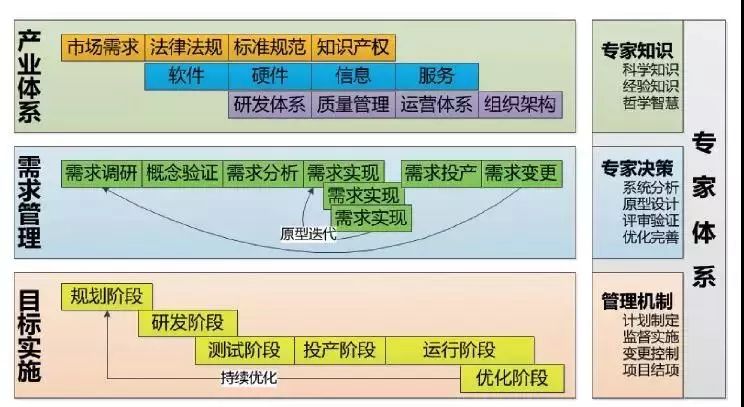 产业体系
市场需求 法律法规 标准规范 知识产权
软件 硬件 信息 服务
研发体系 质量管理 运营体系 组织架构
专家知识
科学知识
经验知识
哲学智慧
需求管理
需求调研 概念验证 需求分析 需求实现 需求投产 需求变更
需求实现
需求实现
原型迭代
专家决策
系统分析
原型设计
评审验证
优化完善
目标实施
规划阶段
研发阶段
测试阶段 投产阶段 运行阶段
持续优化 优化阶段
管理机制
计划制定
监督实施
变更控制
项目结项
专家体系